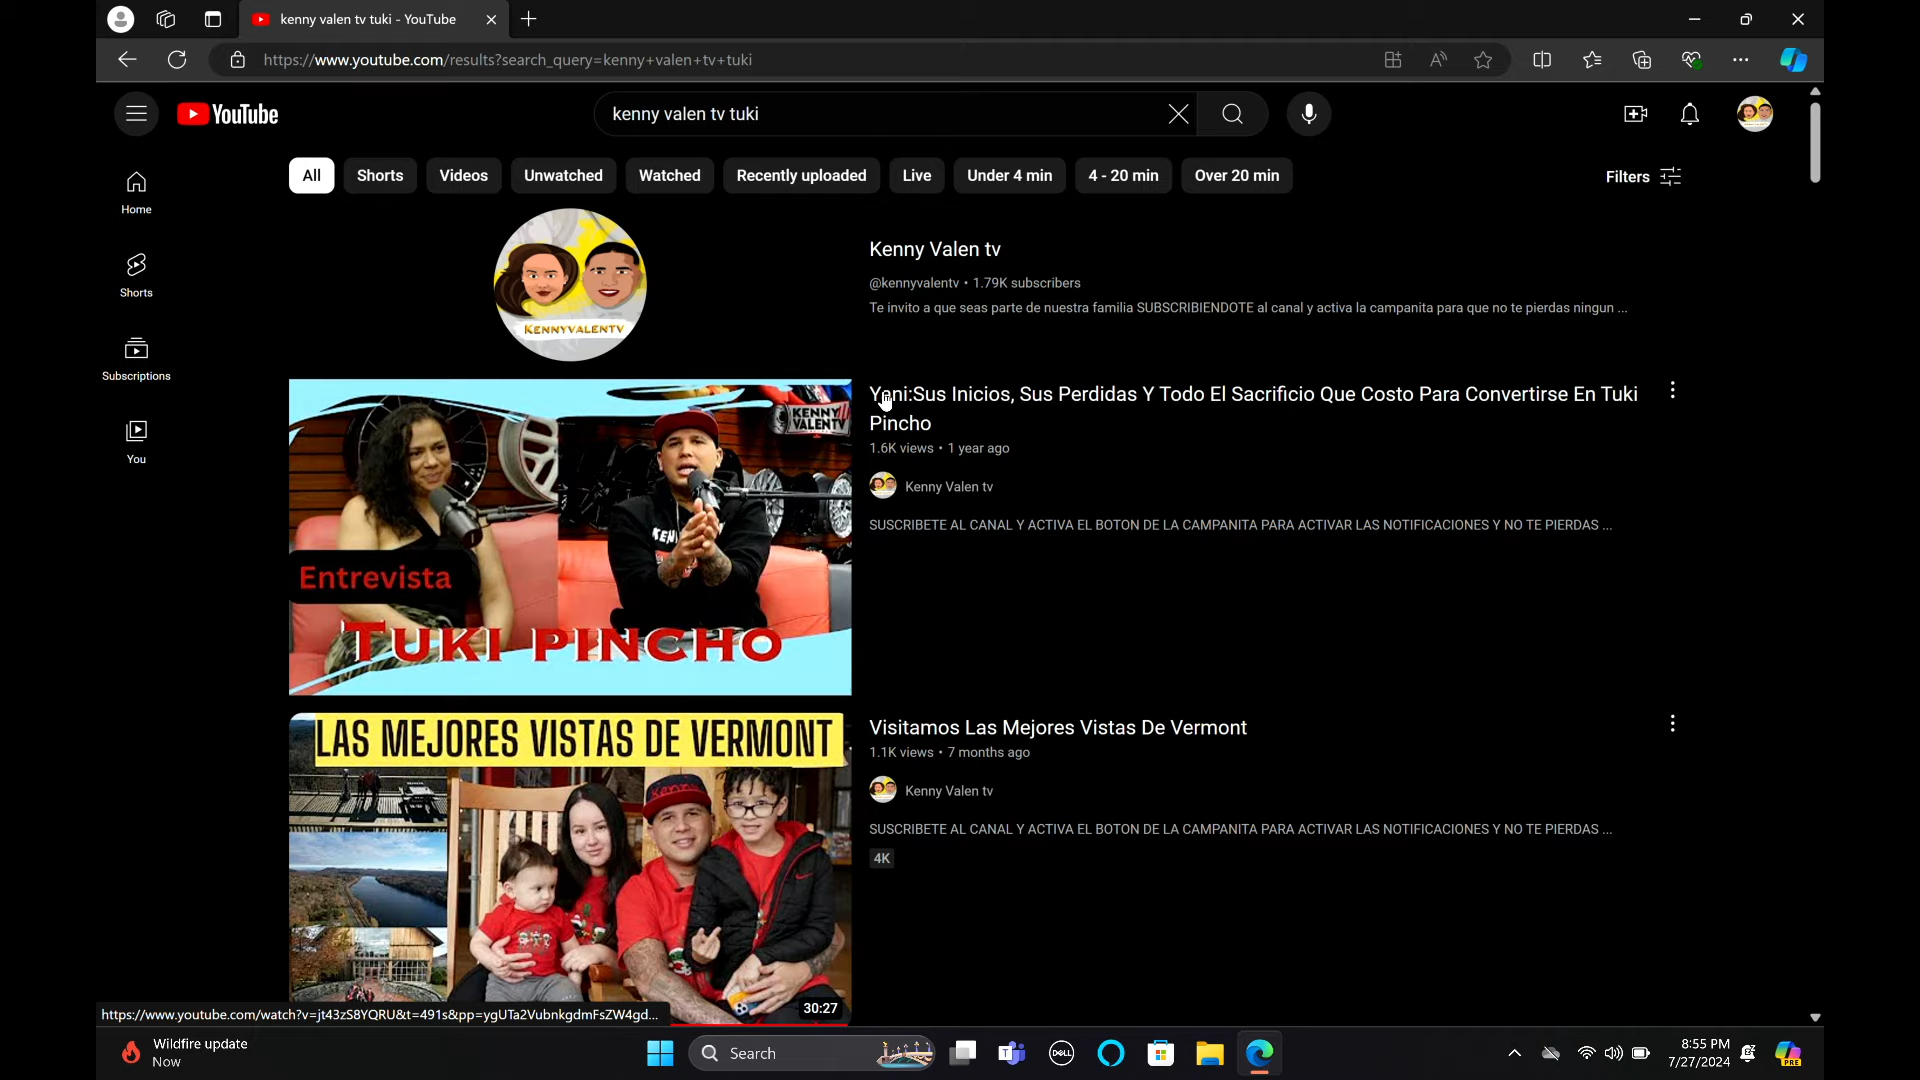 kenny valen tv tuki - YouTube
https://www.youtube.com/results?search_query=kenny+valen+tv+tuki
YouTube
kenny valen tv tuki
All
Shorts
Videos
Unwatched
Watched
Recently uploaded
Live
Under 4 min
4 - 20 min
Over 20 min
Filters
Home
Shorts
Subscriptions
You
KENNYVALENTV
Kenny Valen tv
@kennyvalentv • 1.79K subscribers
Te invito a que seas parte de nuestra familia SUBSCRIBIENDOTE al canal y activa la campanita para que no te pierdas ningun ...
KENNY
VALENTV
Entrevista
TUKI PINCHO
Yeni:Sus Inicios, Sus Perdidas Y Todo El Sacrificio Que Costo Para Convertirse En Tuki
Pincho
1.6K views • 1 year ago
Kenny Valen tv
SUSCRIBETE AL CANAL Y ACTIVA EL BOTON DE LA CAMPANITA PARA ACTIVAR LAS NOTIFICACIONES Y NO TE PIERDAS ...
LAS MEJORES VISTAS DE VERMONT
30:27
Visitamos Las Mejores Vistas De Vermont
1.1K views • 7 months ago
Kenny Valen tv
SUSCRIBETE AL CANAL Y ACTIVA EL BOTON DE LA CAMPANITA PARA ACTIVAR LAS NOTIFICACIONES Y NO TE PIERDAS ...
4K
https://www.youtube.com/watch?v=jt43zS8YQRU&t=491s&pp=ygUTa2VubnkgdmFsZW4gd...
Wildfire update
Now
Search
DELL
8:55 PM
7/27/2024
PRE